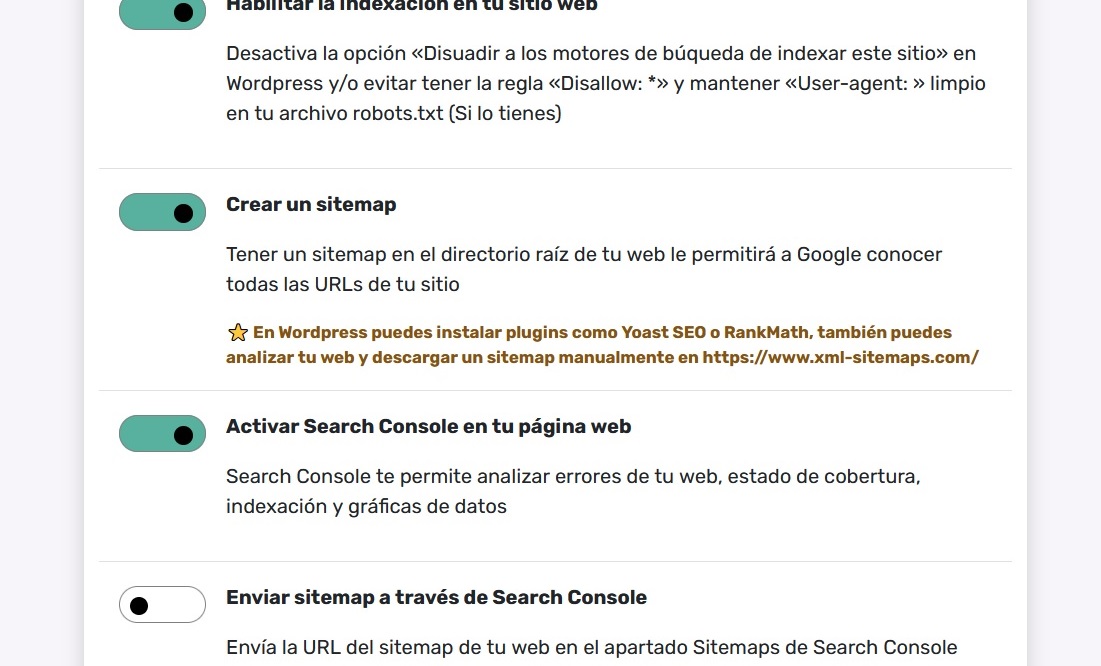 Habilitar la indexación en tu sitio web
Desactiva la opción «Disuadir a los motores de búqueda de indexar este sitio» en
Wordpress y/o evitar tener la regla «Disallow: *» y mantener «User-agent: » limpio
en tu archivo robots.txt (Si lo tienes)
Crear un sitemap
Tener un sitemap en el directorio raíz de tu web le permitirá a Google conocer
todas las URLs de tu sitio
⭐ En Wordpress puedes instalar plugins como Yoast SEO o RankMath, también puedes
analizar tu web y descargar un sitemap manualmente en https://www.xml-sitemaps.com/
Activar Search Console en tu página web
Search Console te permite analizar errores de tu web, estado de cobertura,
indexación y gráficas de datos
Enviar sitemap a través de Search Console
Envía la URL del sitemap de tu web en el apartado Sitemaps de Search Console